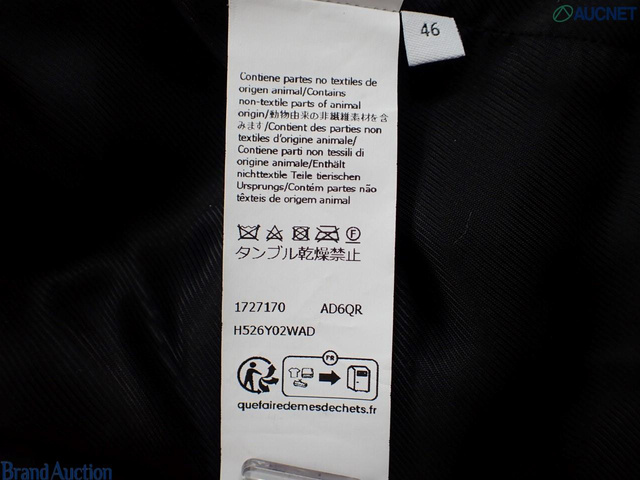 46
AUCNET
Contiene partes no textiles de
origen animal/Contains
non-textile parts of animal
origin/動物由来の非繊維素材を含
みます/Contient des parties non
textiles d'origine animale/
Contiene parti non tessili di
origine animale/Enthält
nichttextile Teile tierischen
Ursprungs/Contém partes não
têxteis de origem animal
F
タンブル乾燥禁止
1727170 AD6QR
H526Y02WAD
FR
quefairedemesdechets.fr
Brand Auction